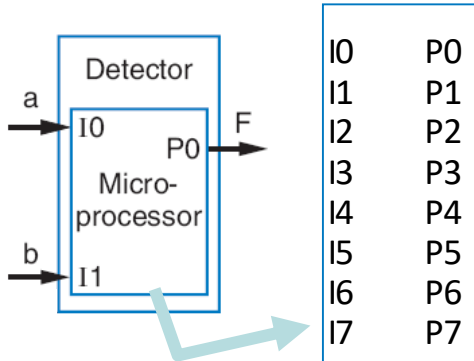 Detector
a
I0
P0
F
Micro-
processor
b
I1
I0 P0
I1 P1
I2 P2
I3 P3
I4 P4
I5 P5
I6 P6
I7 P7